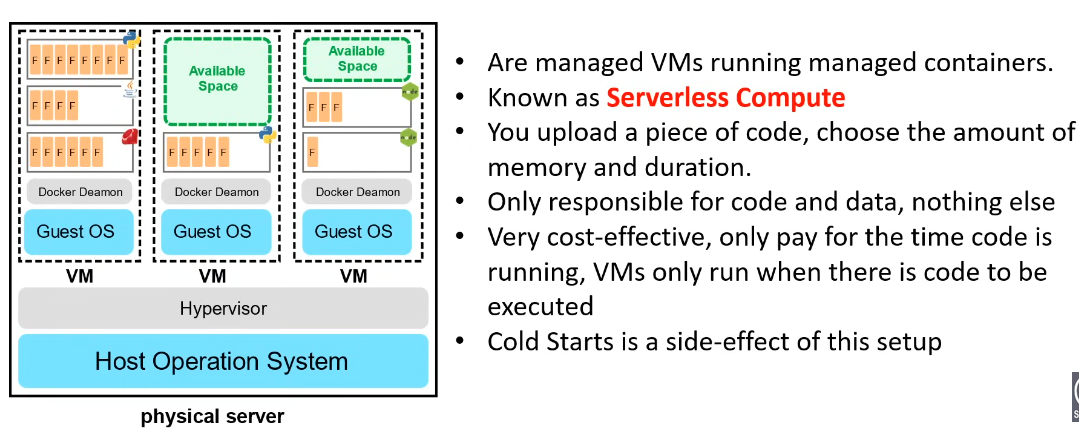 F F F F F F F F
F F F F
F F F F F F
Docker Deamon
Guest OS
VM
Available
Space
F F F F F
Docker Deamon
Guest OS
VM
Available
Space
F F F
F
Docker Deamon
Guest OS
VM
Hypervisor
Host Operation System
physical server
• Are managed VMs running managed containers.
• Known as Serverless Compute
• You upload a piece of code, choose the amount of
memory and duration.
• Only responsible for code and data, nothing else
• Very cost-effective, only pay for the time code is
running, VMs only run when there is code to be
executed
• Cold Starts is a side-effect of this setup